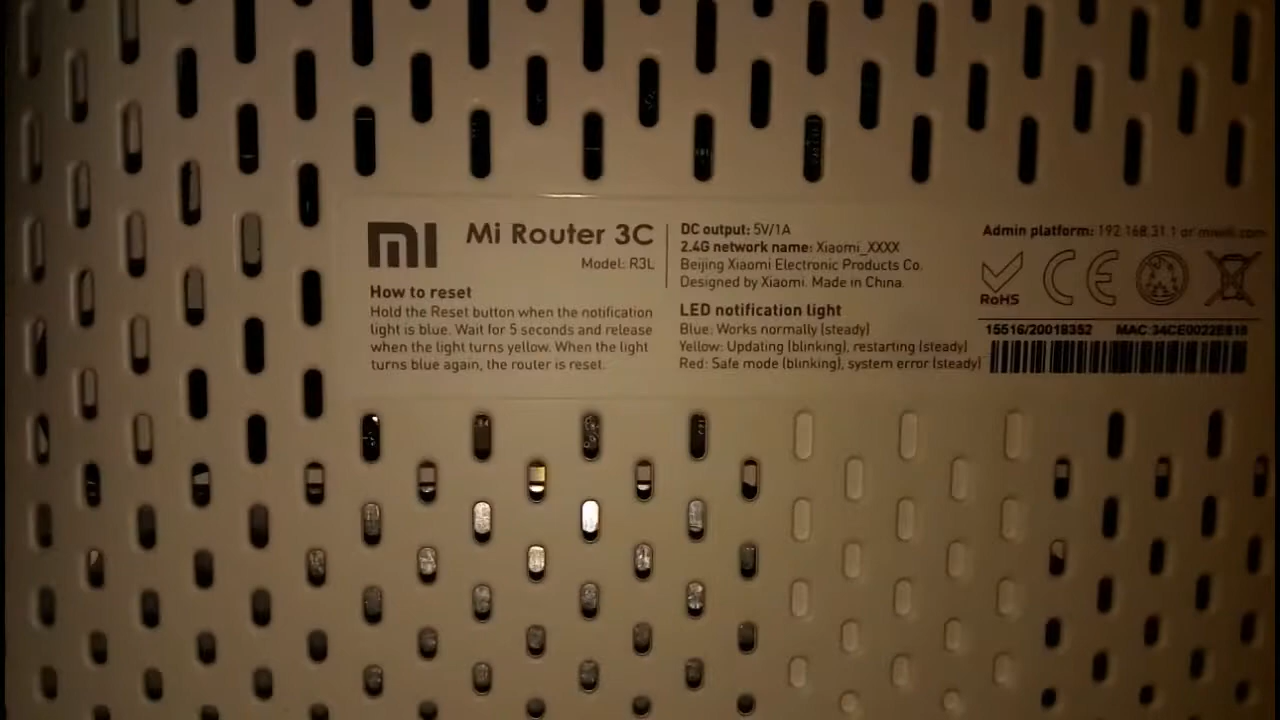 mi Mi Router 3C
Model: R3L
How to reset
Hold the Reset button when the notification
light is blue. Wait for 5 seconds and release
when the light turns yellow. When the light
turns blue again, the router is reset.
DC output: 5V/1A
2.4G network name: Xiaomi_XXXX
Beijing Xiaomi Electronic Products Co.
Designed by Xiaomi. Made in China
LED notification light
Blue: Works normally (steady)
Yellow: Updating (blinking), restarting (steady)
Red: Safe mode (blinking), system error (steady)
Admin platform: 192.168.31.1 or miwifi.com
RoHS CE
15516/20018352 MAC: